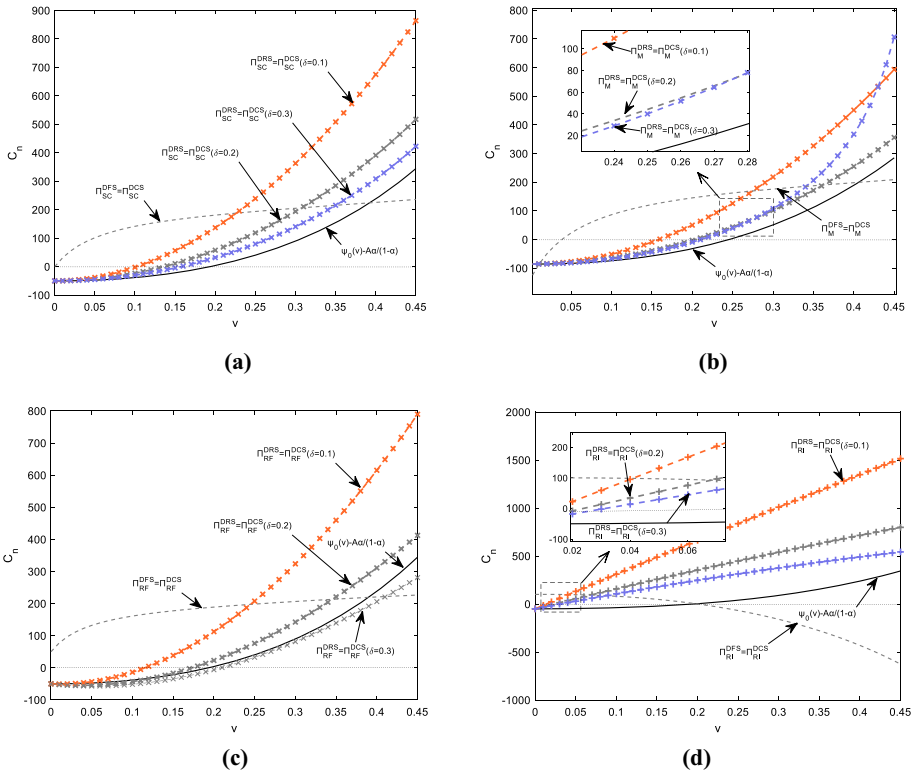 900
800
700
600
500
400
300
200
100
0
-100
C_n
0 0.05 0.1 0.15 0.2 0.25 0.3 0.35 0.4 0.45
v
Π_SC^DRS=Π_SC^DCS(δ=0.1)
Π_SC^DRS=Π_SC^DCS(δ=0.3)
Π_SC^DRS=Π_SC^DCS(δ=0.2)
Π_SC^DFS=Π_SC^DCS
ψ_0(v)-Aα/(1-α)
(a)
800
700
600
500
400
300
200
100
0
-100
C_n
0.05 0.1 0.15 0.2 0.25 0.3 0.35 0.4 0.45
v
100
80
60
40
20
0.24 0.25 0.26 0.27 0.28
Π_M^DRS=Π_M^DCS(δ=0.1)
Π_M^DRS=Π_M^DCS(δ=0.2)
Π_M^DRS=Π_M^DCS(δ=0.3)
Π_M^DFS=Π_M^DCS
ψ_0(v)-Aα/(1-α)
(b)
800
700
600
500
400
300
200
100
0
-100
C_n
0 0.05 0.1 0.15 0.2 0.25 0.3 0.35 0.4 0.45
v
Π_RF^DRS=Π_RF^DCS(δ=0.1)
Π_RF^DRS=Π_RF^DCS(δ=0.2)
ψ_0(v)-Aα/(1-α)
Π_RF^DFS=Π_RF^DCS
Π_RF^DRS=Π_RF^DCS(δ=0.3)
(c)
2000
1500
1000
500
0
-500
-1000
C_n
0 0.05 0.1 0.15 0.2 0.25 0.3 0.35 0.4 0.45
v
200
100
0
-100
0.02 0.04 0.06
Π_RI^DRS=Π_RI^DCS(δ=0.2)
Π_RI^DRS=Π_RI^DCS(δ=0.3)
Π_RI^DRS=Π_RI^DCS(δ=0.1)
ψ_0(v)-Aα/(1-α)
Π_RI^DFS=Π_RI^DCS
(d)